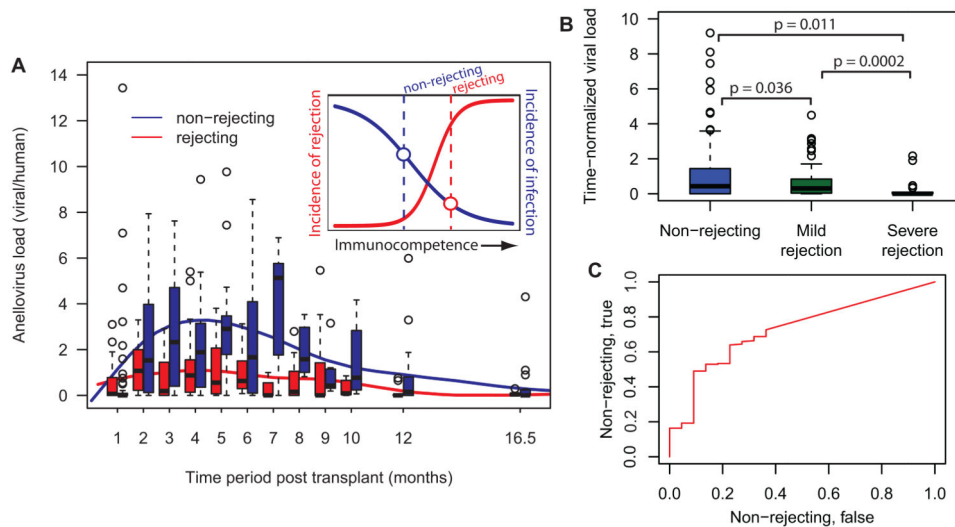 A
Anellovirus load (viral/human)
14
12
10
8
6
4
2
0
non-rejecting
rejecting
non-rejecting
rejecting
Incidence of rejection
Incidence of infection
Immunocompetence
1 2 3 4 5 6 7 8 9 10 12 16.5
Time period post transplant (months)
B
Time-normalized viral load
10
8
6
4
2
0
p = 0.011
p = 0.0002
p = 0.036
Non-rejecting
Mild
rejection
Severe
rejection
C
Non-rejecting, true
1.0
0.8
0.6
0.4
0.2
0.0
0.0 0.2 0.4 0.6 0.8 1.0
Non-rejecting, false